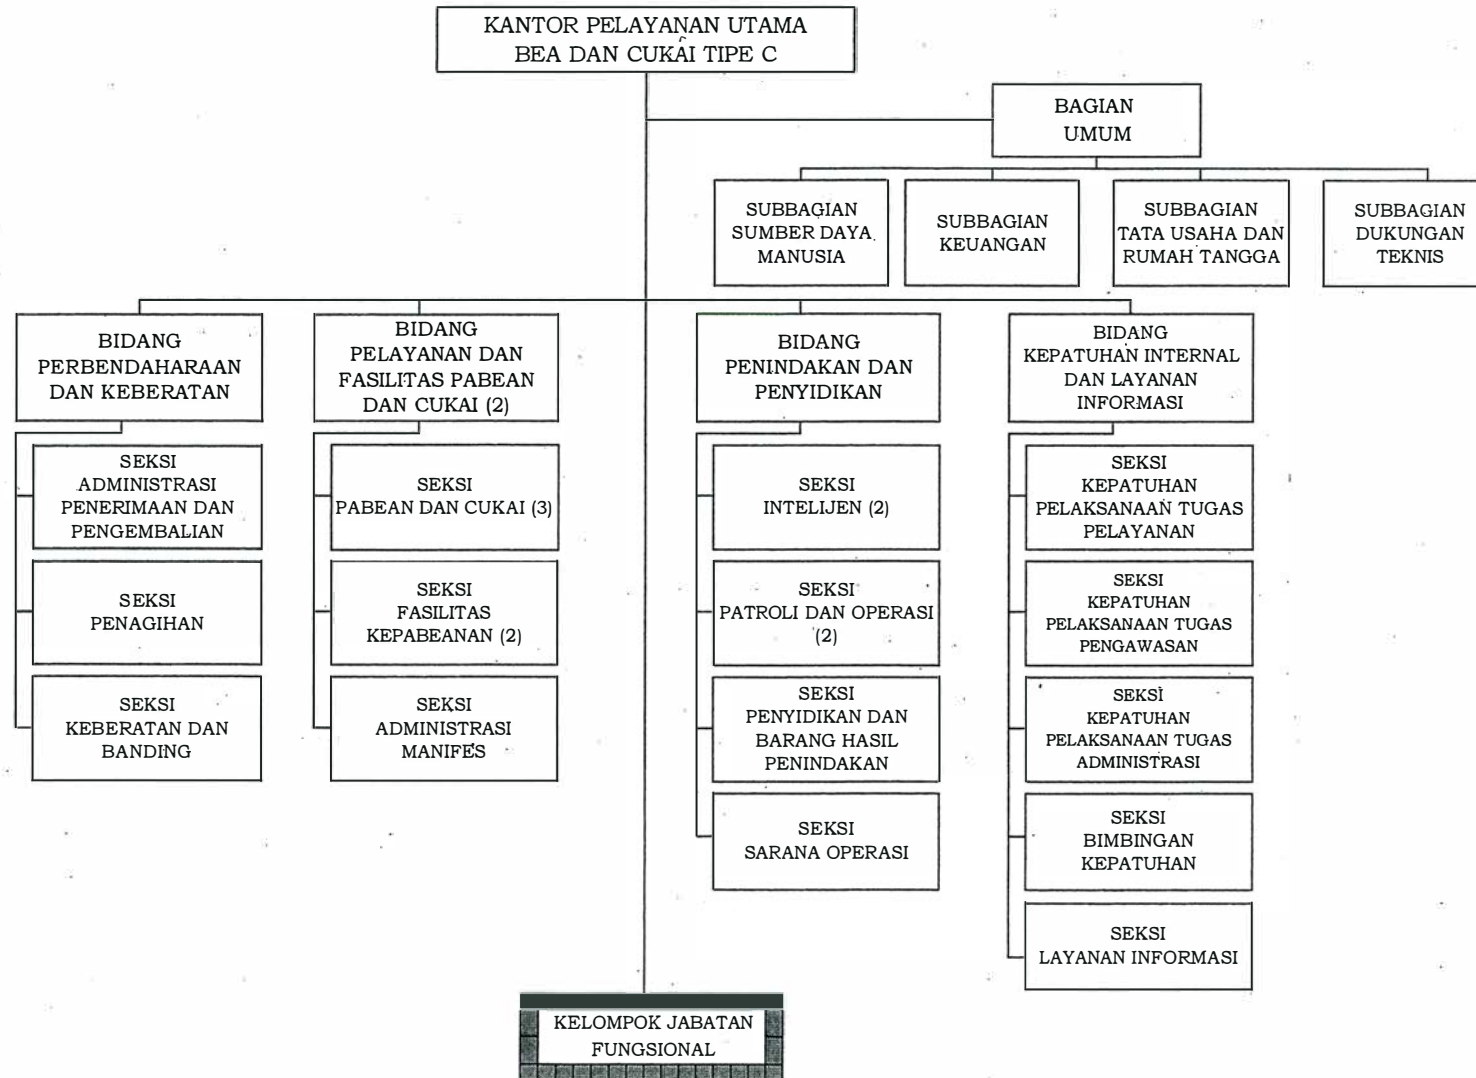 KANTOR PELAYANAN UTAMA
BEA DAN CUKAI TIPE C
BAGIAN
UMUM
SUBBAGIAN
SUMBER DAYA
MANUSIA
SUBBAGIAN
KEUANGAN
SUBBAGIAN
TATA USAHA DAN
RUMAH TANGGA
SUBBAGIAN
DUKUNGAN
TEKNIS
BIDANG
PERBENDAHARAAN
DAN KEBERATAN
BIDANG
PELAYANAN DAN
FASILITAS PABEAN
DAN CUKAI (2)
BIDANG
PENINDAKAN DAN
PENYIDIKAN
BIDANG
KEPATUHAN INTERNAL
DAN LAYANAN
INFORMASI
SEKSI
ADMINISTRASI
PENERIMAAN DAN
PENGEMBALIAN
SEKSI
PENAGIHAN
SEKSI
KEBERATAN DAN
BANDING
SEKSI
PABEAN DAN CUKAI (3)
SEKSI
FASILITAS
KEPABEANAN (2)
SEKSI
ADMINISTRASI
MANIFES
SEKSI
INTELIJEN (2)
SEKSI
PATROLI DAN OPERASI
(2)
SEKSI
PENYIDIKAN DAN
BARANG HASIL
PENINDAKAN
SEKSI
SARANA OPERASI
SEKSI
KEPATUHAN
PELAKSANAAN TUGAS
PELAYANAN
SEKSI
KEPATUHAN
PELAKSANAAN TUGAS
PENGAWASAN
SEKSI
KEPATUHAN
PELAKSANAAN TUGAS
ADMINISTRASI
SEKSI
BIMBINGAN
KEPATUHAN
SEKSI
LAYANAN INFORMASI
KELOMPOK JABATAN
FUNGSIONAL